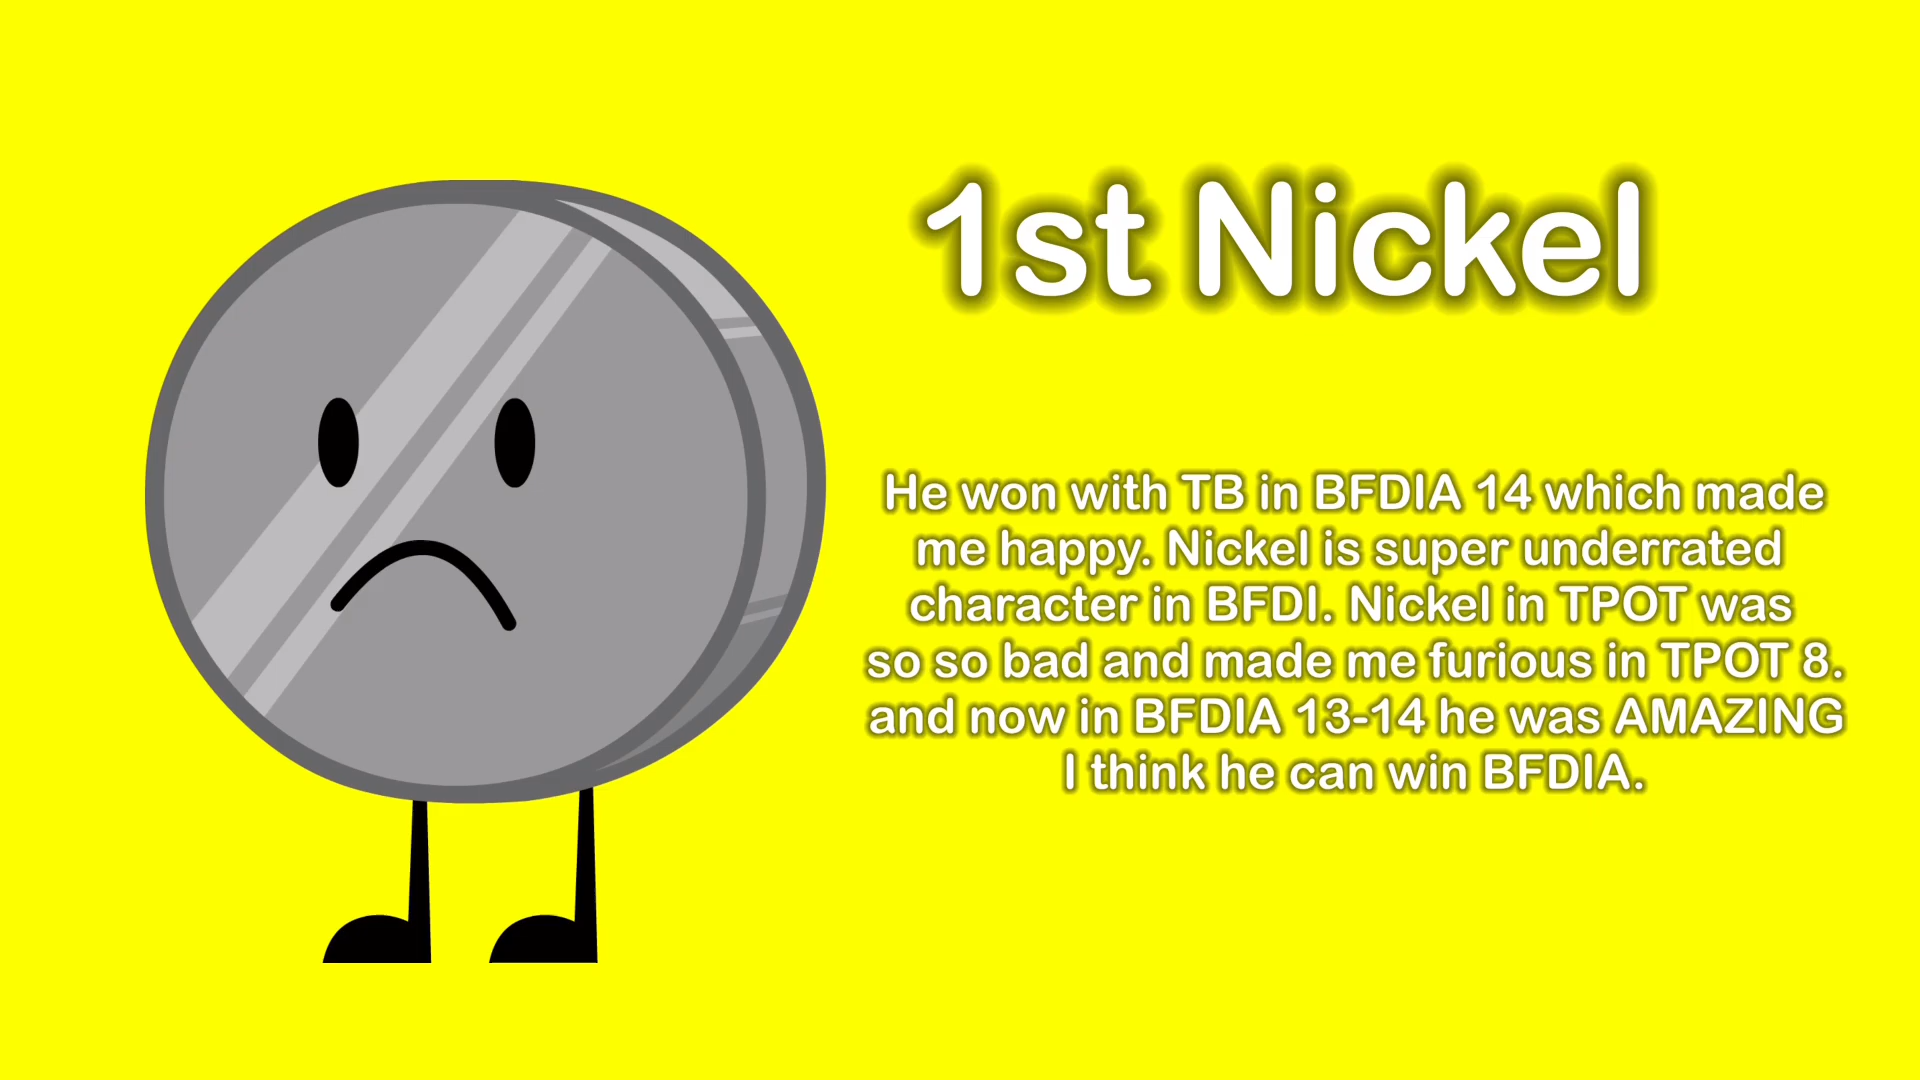 1st Nickel
He won with TB in BFDIA 14 which made
me happy. Nickel is super underrated
character in BFDI. Nickel in TPOT was
so so bad and made me furious in TPOT 8.
and now in BFDIA 13-14 he was AMAZING
I think he can win BFDIA.